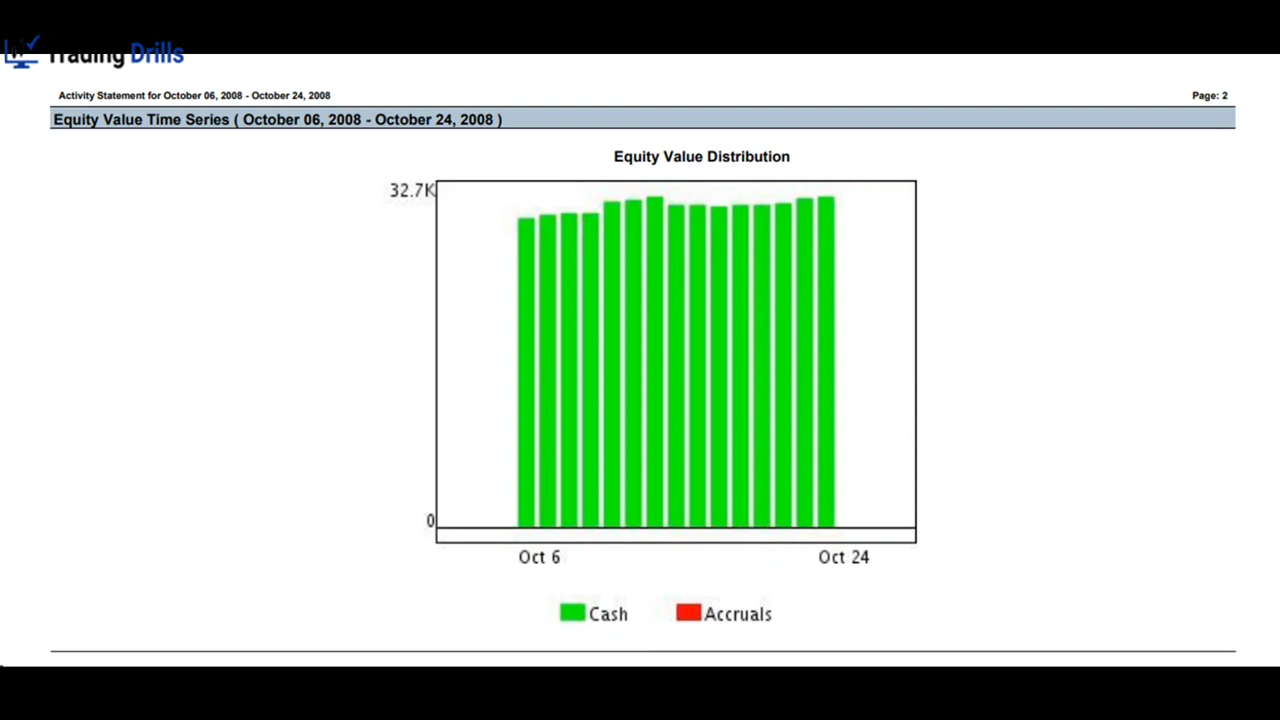 Trading Drills
Activity Statement for October 06, 2008 - October 24, 2008
Page: 2
Equity Value Time Series ( October 06, 2008 - October 24, 2008 )
Equity Value Distribution
32.7K
0
Oct 6
Oct 24
Cash
Accruals